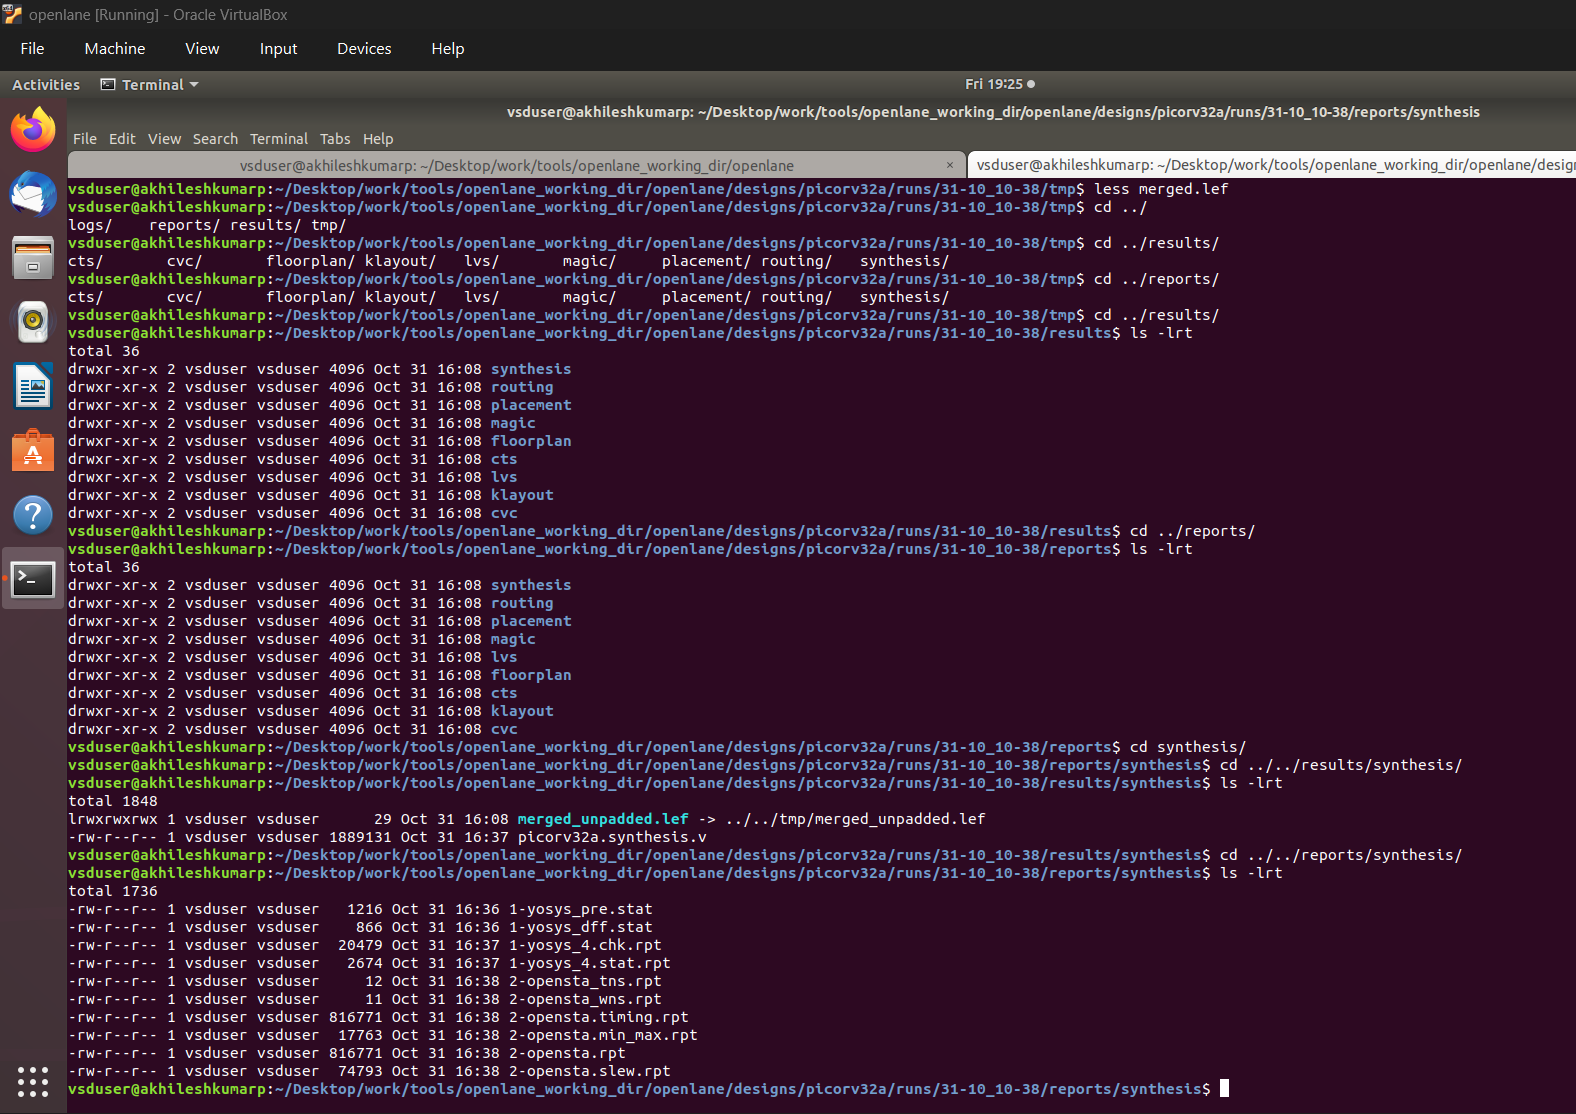 openlane [Running] - Oracle VirtualBox
File Machine View Input Devices Help
Activities Terminal Fri 19:25
vsduser@akhileshkumarp: ~/Desktop/work/tools/openlane_working_dir/openlane/designs/picorv32a/runs/31-10_10-38/reports/synthesis
File Edit View Search Terminal Tabs Help
vsduser@akhileshkumarp: ~/Desktop/work/tools/openlane_working_dir/openlane × vsduser@akhileshkumarp: ~/Desktop/work/tools/openlane_working_dir/openlane/desig
vsduser@akhileshkumarp:~/Desktop/work/tools/openlane_working_dir/openlane/designs/picorv32a/runs/31-10_10-38/tmp$ less merged.lef
vsduser@akhileshkumarp:~/Desktop/work/tools/openlane_working_dir/openlane/designs/picorv32a/runs/31-10_10-38/tmp$ cd ../
logs/    reports/ results/ tmp/
vsduser@akhileshkumarp:~/Desktop/work/tools/openlane_working_dir/openlane/designs/picorv32a/runs/31-10_10-38/tmp$ cd ../results/
cts/       cvc/       floorplan/ klayout/   lvs/       magic/     placement/ routing/   synthesis/
vsduser@akhileshkumarp:~/Desktop/work/tools/openlane_working_dir/openlane/designs/picorv32a/runs/31-10_10-38/tmp$ cd ../reports/
cts/       cvc/       floorplan/ klayout/   lvs/       magic/     placement/ routing/   synthesis/
vsduser@akhileshkumarp:~/Desktop/work/tools/openlane_working_dir/openlane/designs/picorv32a/runs/31-10_10-38/tmp$ cd ../results/
vsduser@akhileshkumarp:~/Desktop/work/tools/openlane_working_dir/openlane/designs/picorv32a/runs/31-10_10-38/results$ ls -lrt
total 36
drwxr-xr-x 2 vsduser vsduser 4096 Oct 31 16:08 synthesis
drwxr-xr-x 2 vsduser vsduser 4096 Oct 31 16:08 routing
drwxr-xr-x 2 vsduser vsduser 4096 Oct 31 16:08 placement
drwxr-xr-x 2 vsduser vsduser 4096 Oct 31 16:08 magic
drwxr-xr-x 2 vsduser vsduser 4096 Oct 31 16:08 floorplan
drwxr-xr-x 2 vsduser vsduser 4096 Oct 31 16:08 cts
drwxr-xr-x 2 vsduser vsduser 4096 Oct 31 16:08 lvs
drwxr-xr-x 2 vsduser vsduser 4096 Oct 31 16:08 klayout
drwxr-xr-x 2 vsduser vsduser 4096 Oct 31 16:08 cvc
vsduser@akhileshkumarp:~/Desktop/work/tools/openlane_working_dir/openlane/designs/picorv32a/runs/31-10_10-38/results$ cd ../reports/
vsduser@akhileshkumarp:~/Desktop/work/tools/openlane_working_dir/openlane/designs/picorv32a/runs/31-10_10-38/reports$ ls -lrt
total 36
drwxr-xr-x 2 vsduser vsduser 4096 Oct 31 16:08 synthesis
drwxr-xr-x 2 vsduser vsduser 4096 Oct 31 16:08 routing
drwxr-xr-x 2 vsduser vsduser 4096 Oct 31 16:08 placement
drwxr-xr-x 2 vsduser vsduser 4096 Oct 31 16:08 magic
drwxr-xr-x 2 vsduser vsduser 4096 Oct 31 16:08 lvs
drwxr-xr-x 2 vsduser vsduser 4096 Oct 31 16:08 floorplan
drwxr-xr-x 2 vsduser vsduser 4096 Oct 31 16:08 cts
drwxr-xr-x 2 vsduser vsduser 4096 Oct 31 16:08 klayout
drwxr-xr-x 2 vsduser vsduser 4096 Oct 31 16:08 cvc
vsduser@akhileshkumarp:~/Desktop/work/tools/openlane_working_dir/openlane/designs/picorv32a/runs/31-10_10-38/reports$ cd synthesis/
vsduser@akhileshkumarp:~/Desktop/work/tools/openlane_working_dir/openlane/designs/picorv32a/runs/31-10_10-38/reports/synthesis$ cd ../../results/synthesis/
vsduser@akhileshkumarp:~/Desktop/work/tools/openlane_working_dir/openlane/designs/picorv32a/runs/31-10_10-38/results/synthesis$ ls -lrt
total 1848
lrwxrwxrwx 1 vsduser vsduser      29 Oct 31 16:08 merged_unpadded.lef -> ../../tmp/merged_unpadded.lef
-rw-r--r-- 1 vsduser vsduser 1889131 Oct 31 16:37 picorv32a.synthesis.v
vsduser@akhileshkumarp:~/Desktop/work/tools/openlane_working_dir/openlane/designs/picorv32a/runs/31-10_10-38/results/synthesis$ cd ../../reports/synthesis/
vsduser@akhileshkumarp:~/Desktop/work/tools/openlane_working_dir/openlane/designs/picorv32a/runs/31-10_10-38/reports/synthesis$ ls -lrt
total 1736
-rw-r--r-- 1 vsduser vsduser   1216 Oct 31 16:36 1-yosys_pre.stat
-rw-r--r-- 1 vsduser vsduser    866 Oct 31 16:36 1-yosys_dff.stat
-rw-r--r-- 1 vsduser vsduser  20479 Oct 31 16:37 1-yosys_4.chk.rpt
-rw-r--r-- 1 vsduser vsduser   2674 Oct 31 16:37 1-yosys_4.stat.rpt
-rw-r--r-- 1 vsduser vsduser     12 Oct 31 16:38 2-opensta_tns.rpt
-rw-r--r-- 1 vsduser vsduser     11 Oct 31 16:38 2-opensta_wns.rpt
-rw-r--r-- 1 vsduser vsduser 816771 Oct 31 16:38 2-opensta.timing.rpt
-rw-r--r-- 1 vsduser vsduser  17763 Oct 31 16:38 2-opensta.min_max.rpt
-rw-r--r-- 1 vsduser vsduser 816771 Oct 31 16:38 2-opensta.rpt
-rw-r--r-- 1 vsduser vsduser  74793 Oct 31 16:38 2-opensta.slew.rpt
vsduser@akhileshkumarp:~/Desktop/work/tools/openlane_working_dir/openlane/designs/picorv32a/runs/31-10_10-38/reports/synthesis$